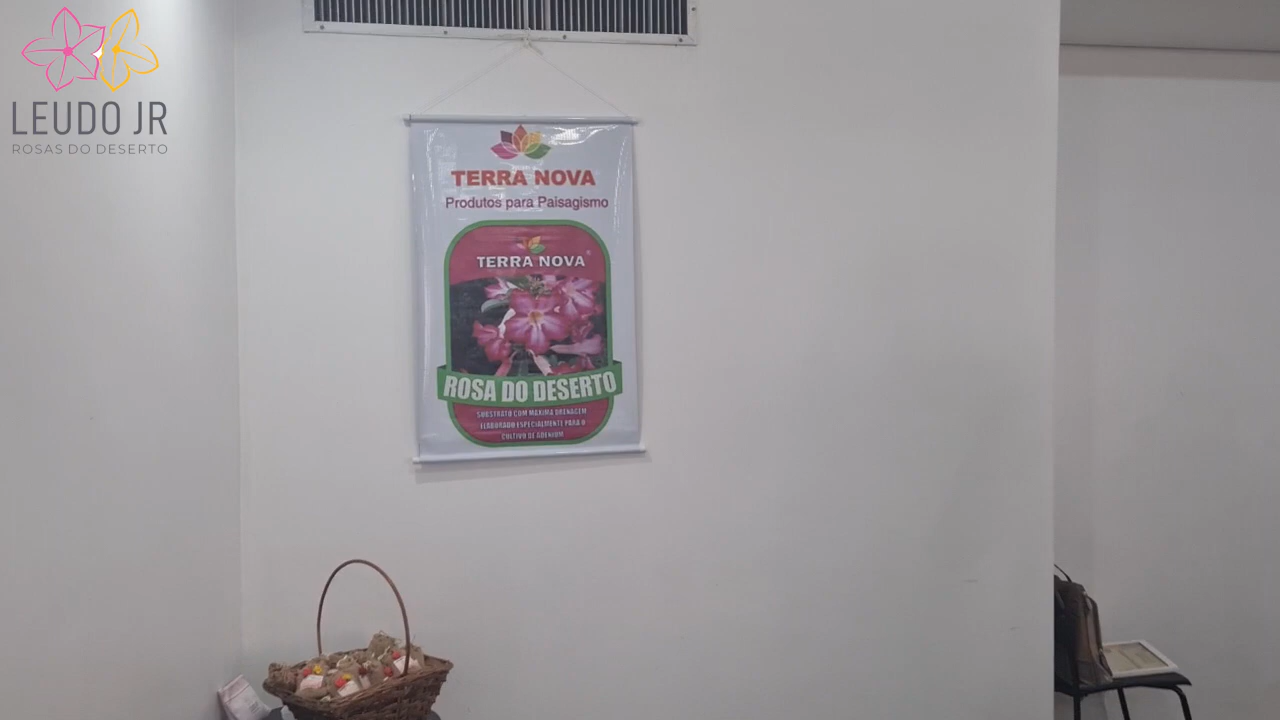 LEUDO JR
ROSAS DO DESERTO
TERRA NOVA
Produtos para Paisagismo
TERRA NOVA
ROSA DO DESERTO
SUBSTRATO COM MÁXIMA DRENAGEM
ELABORADO ESPECIALMENTE PARA O
CULTIVO DE ADENIUM